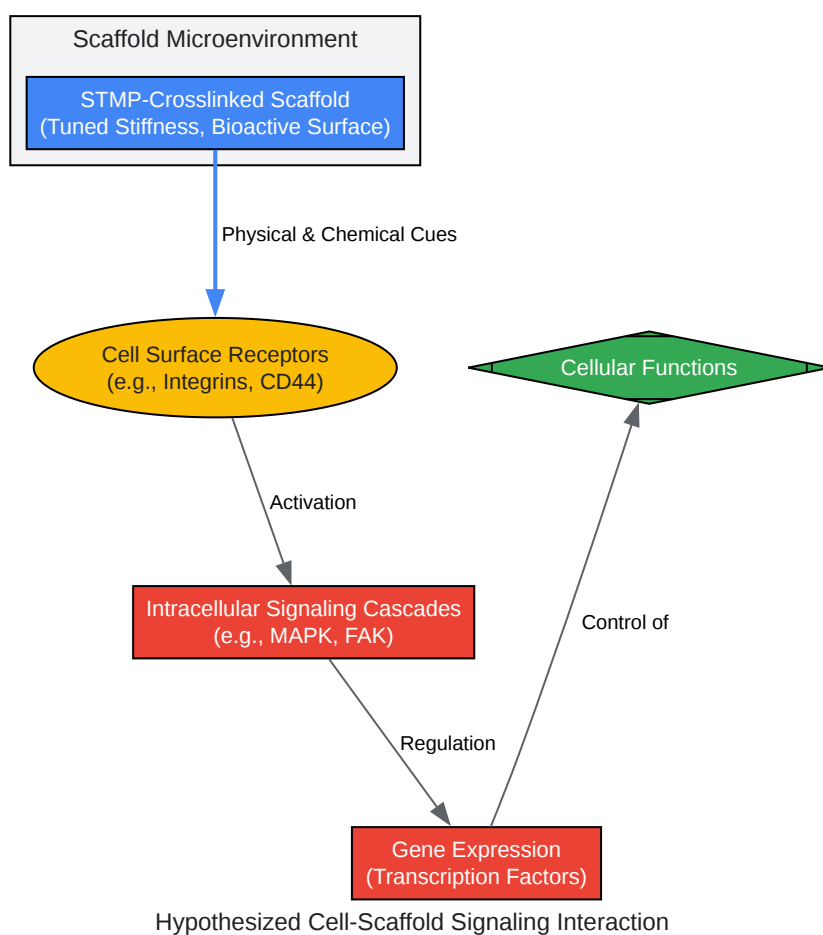 Scaffold Microenvironment
STMP-Crosslinked Scaffold
(Tuned Stiffness, Bioactive Surface)
Physical & Chemical Cues
Cell Surface Receptors
(e.g., Integrins, CD44)
Cellular Functions
Activation
Intracellular Signaling Cascades
(e.g., MAPK, FAK)
Control of
Regulation
Gene Expression
(Transcription Factors)
Hypothesized Cell-Scaffold Signaling Interaction